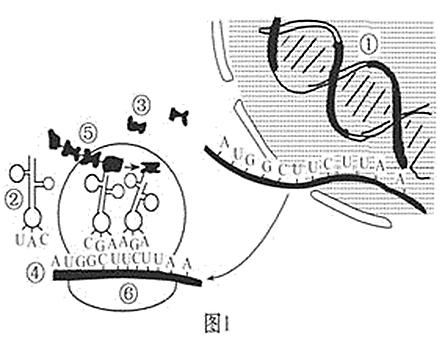 ①
③
A U G G C U U C U U A A
⑤
②
U A C
C G A A G A
④ A U G G C U U C U U A A
⑥
图1